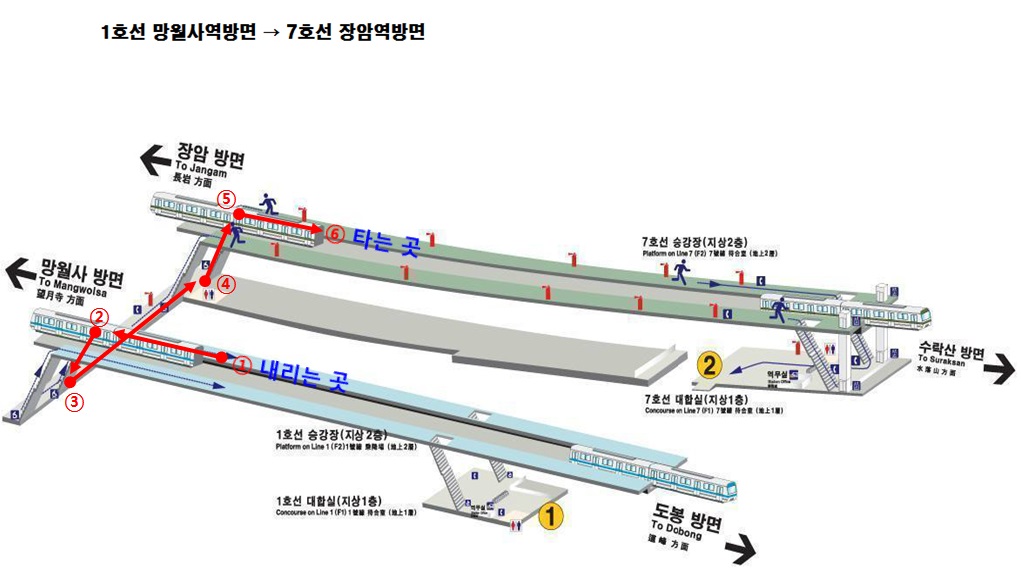 1호선 망월사역방면 → 7호선 장암역방면
장암 방면
To Jangam
長岩 方面
⑤
⑥ 타는 곳
망월사 방면
To Mangwolsa
望月寺 方面
④
②
① 내리는 곳
③
7호선 승강장(지상2층)
Platform on Line 7 (F2) 7號線 待合室 (地上2層)
수락산 방면
To Suraksan
水落山 方面
2
역무실
7호선 대합실(지상1층)
Concourse on Line 7 (F1) 7號線 待合室 (地上1層)
1호선 승강장(지상2층)
Platform on Line 1 (F2) 1號線 乘降場 (地上2層)
1호선 대합실(지상1층)
Concourse on Line 1 (F1) 1號線 待合室 (地上1層)
역무실
1
도봉 방면
To Dobong
道峰 方面